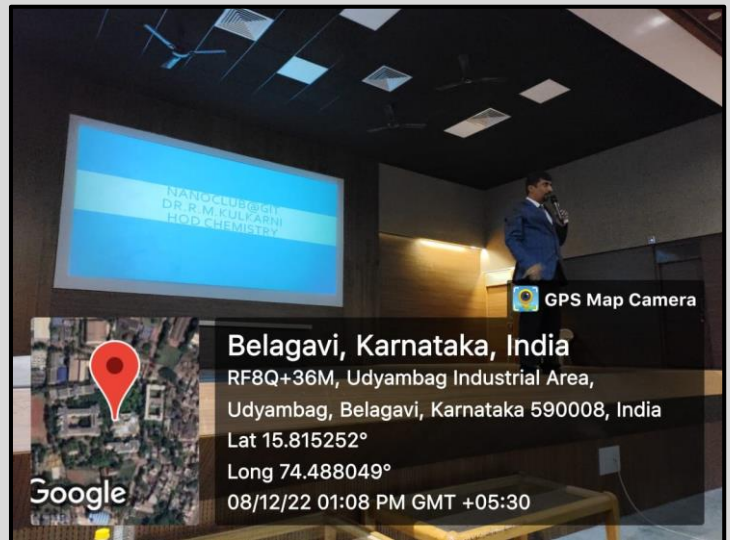 NANOCLUB@GIT
DR.R.M.KULKARNI
HOD CHEMISTRY
GPS Map Camera
Belagavi, Karnataka, India
RF8Q+36M, Udyambag Industrial Area,
Udyambag, Belagavi, Karnataka 590008, India
Lat 15.815252°
Long 74.488049°
08/12/22 01:08 PM GMT +05:30
Google